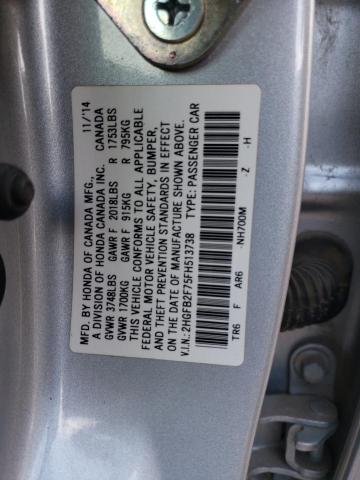 MFD. BY HONDA OF CANADA MFG., 11/14
A DIVISION OF HONDA CANADA INC. CANADA
GVWR 3748LBS GAWR F 2018LBS R 1753LBS
GVWR 1700KG GAWR F 915KG R 795KG
THIS VEHICLE CONFORMS TO ALL APPLICABLE
FEDERAL MOTOR VEHICLE SAFETY, BUMPER,
AND THEFT PREVENTION STANDARDS IN EFFECT
ON THE DATE OF MANUFACTURE SHOWN ABOVE.
V.I.N.: 2HGFB2F75FH513738 TYPE: PASSENGER CAR
TR6 F AR6 -NH700M -Z -H